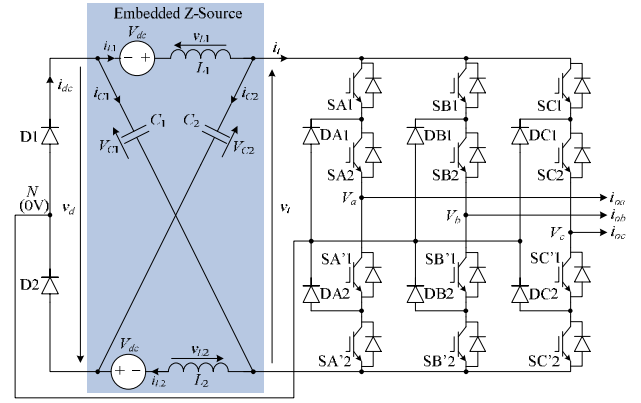 Embedded Z-Source
V_dc
v_L1
i_L1
L_1
i_I
i_dc
i_C1
i_C2
SA1
SB1
SC1
C_1
C_2
D1
V_C1
V_C2
DA1
DB1
DC1
SA2
SB2
SC2
N
(0V)
v_d
v_I
V_a
i_oa
V_b
i_ob
V_c
i_oc
SA'1
SB'1
SC'1
D2
DA2
DB2
DC2
V_dc
v_L2
i_L2
L_2
SA'2
SB'2
SC'2